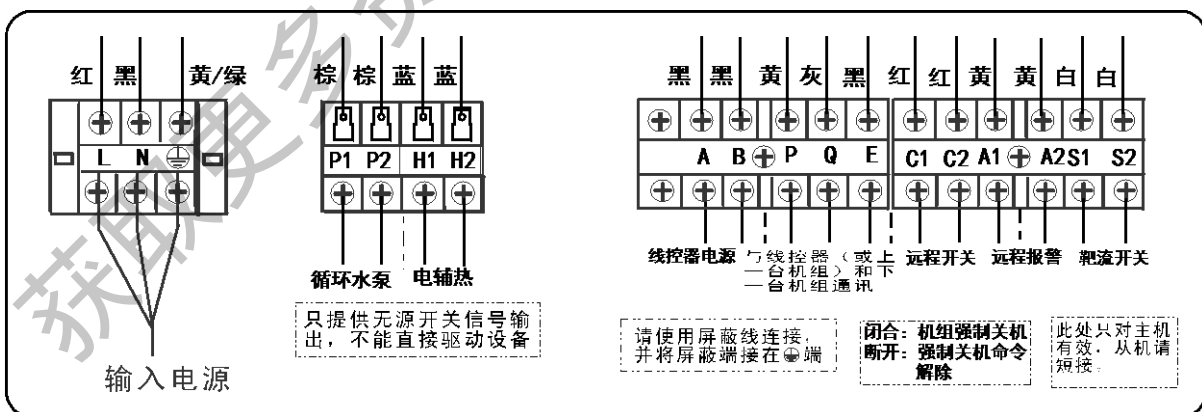 获取更多资
红 黑 黄/绿
L N
输入电源
棕 棕 蓝 蓝
P1 P2 H1 H2
循环水泵 电辅热
只提供无源开关信号输
出，不能直接驱动设备
黑 黑 黄 灰 黑 红 红 黄 黄 白 白
A B P Q E C1 C2 A1 A2 S1 S2
线控器电源
与线控器（或上
一台机组）和下
一台机组通讯
远程开关 远程报警 靶流开关
请使用屏蔽线连接，
并将屏蔽端接在端
闭合：机组强制关机
断开：强制关机命令
解除
此处只对主机
有效，从机请
短接。